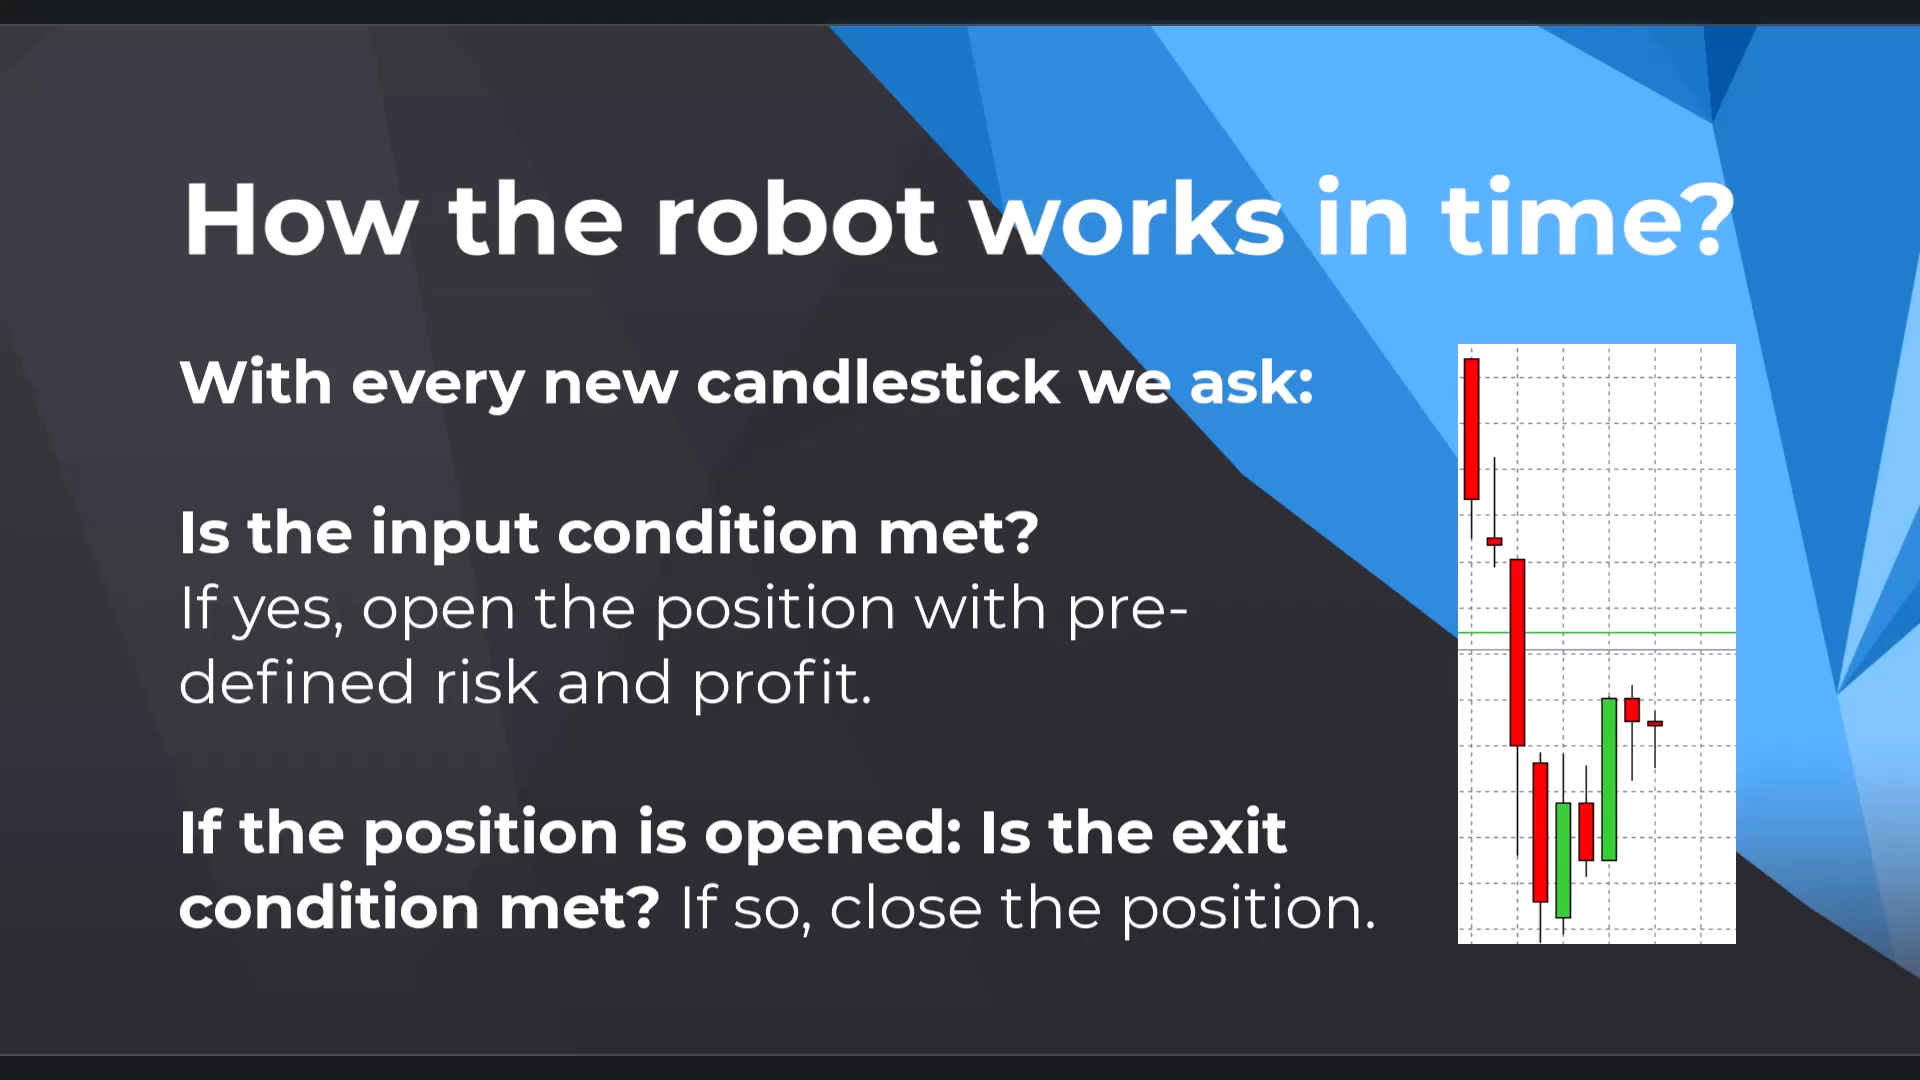 How the robot works in time?
With every new candlestick we ask:
Is the input condition met?
If yes, open the position with pre-
defined risk and profit.
If the position is opened: Is the exit
condition met? If so, close the position.